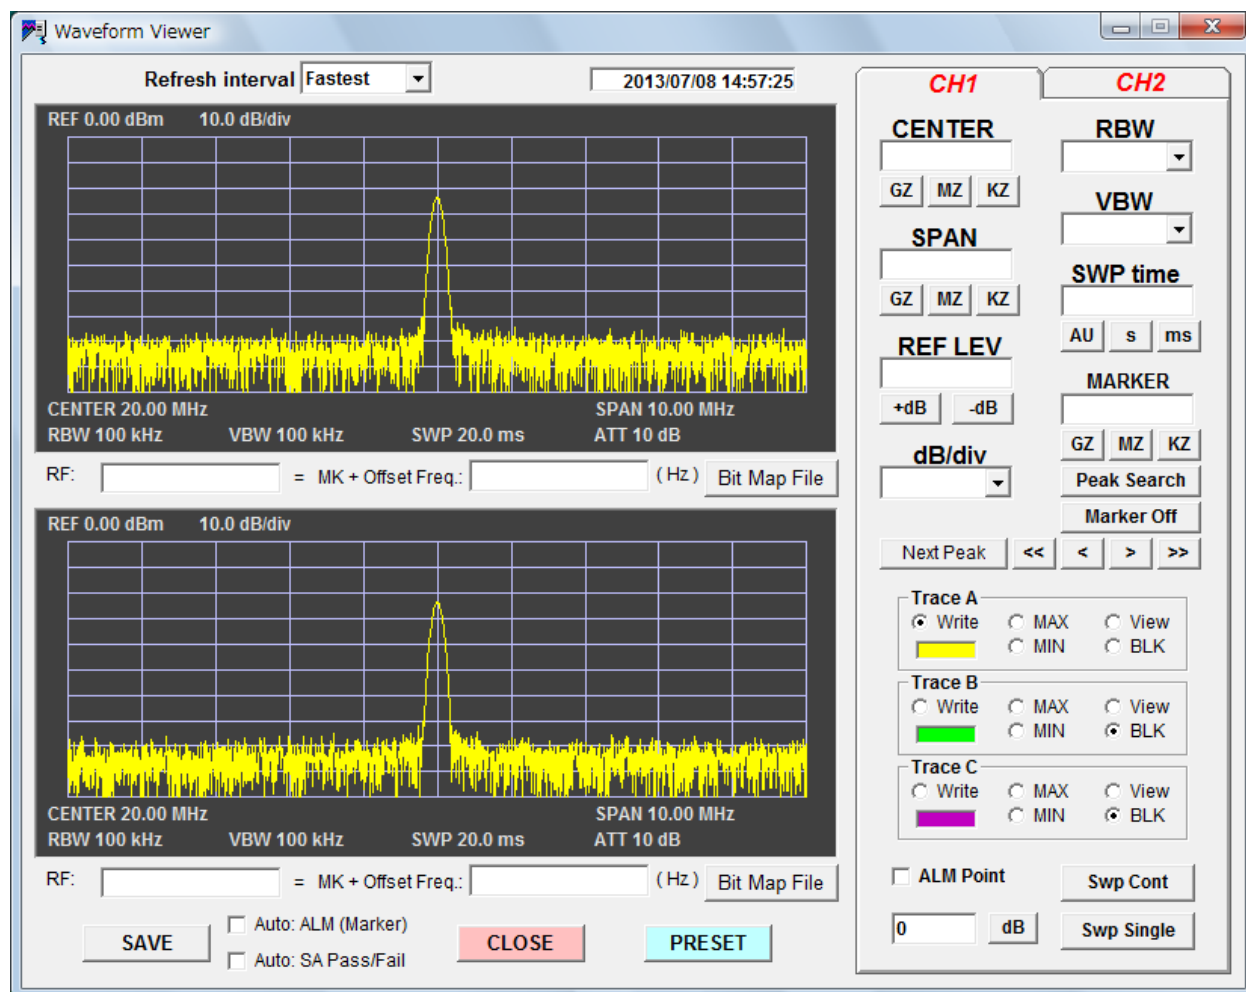 Waveform Viewer
Refresh interval Fastest
2013/07/08 14:57:25
REF 0.00 dBm 10.0 dB/div
CENTER 20.00 MHz SPAN 10.00 MHz
RBW 100 kHz VBW 100 kHz SWP 20.0 ms ATT 10 dB
RF: = MK + Offset Freq.: ( Hz ) Bit Map File
REF 0.00 dBm 10.0 dB/div
CENTER 20.00 MHz SPAN 10.00 MHz
RBW 100 kHz VBW 100 kHz SWP 20.0 ms ATT 10 dB
RF: = MK + Offset Freq.: ( Hz ) Bit Map File
SAVE
Auto: ALM (Marker)
Auto: SA Pass/Fail
CLOSE
PRESET
CH1 CH2
CENTER
GZ MZ KZ
SPAN
GZ MZ KZ
REF LEV
+dB -dB
dB/div
RBW
VBW
SWP time
AU s ms
MARKER
GZ MZ KZ
Peak Search
Marker Off
Next Peak << < > >>
Trace A
Write MAX View
MIN BLK
Trace B
Write MAX View
MIN BLK
Trace C
Write MAX View
MIN BLK
ALM Point Swp Cont
0 dB Swp Single